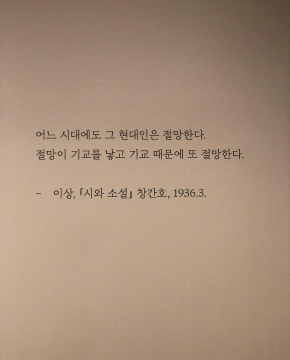 어느 시대에도 그 현대인은 절망한다.
절망이 기교를 낳고 기교 때문에 또 절망한다.
- 이상, 『시와 소설』 창간호, 1936.3.